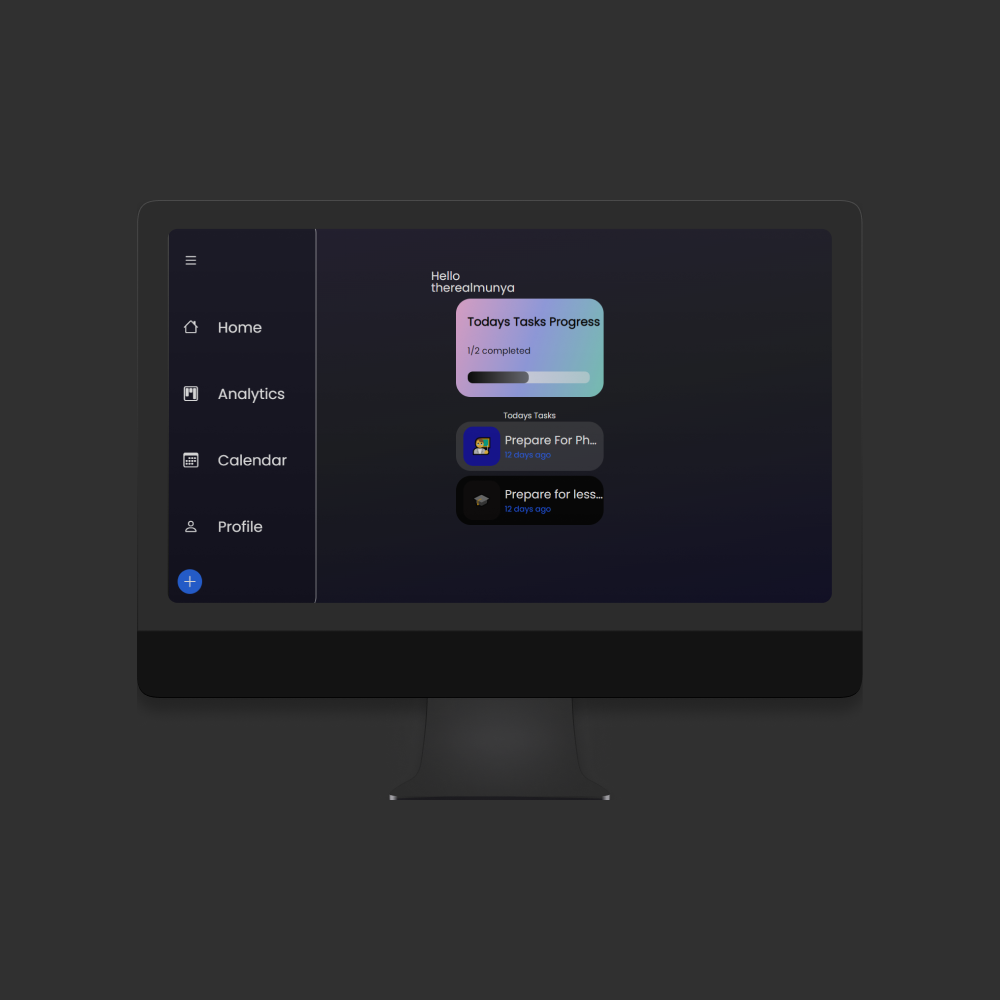 Home
Analytics
Calendar
Profile
Hello
therealmunya
Todays Tasks Progress
1/2 completed
Todays Tasks
Prepare For Ph...
13 days ago
Prepare for less...
12 days ago